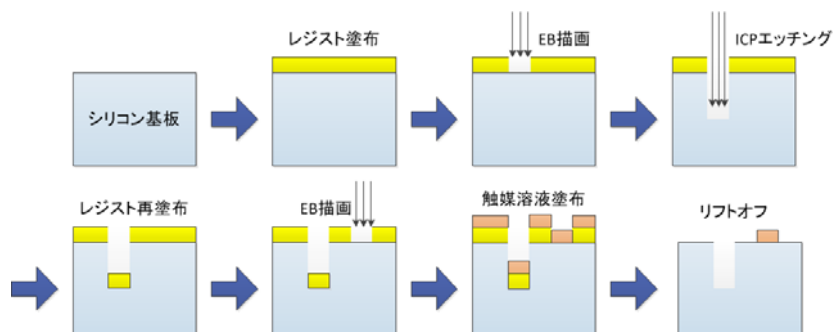 レジスト塗布
EB描画
ICPエッチング
シリコン基板
レジスト再塗布
EB描画
触媒溶液塗布
リフトオフ